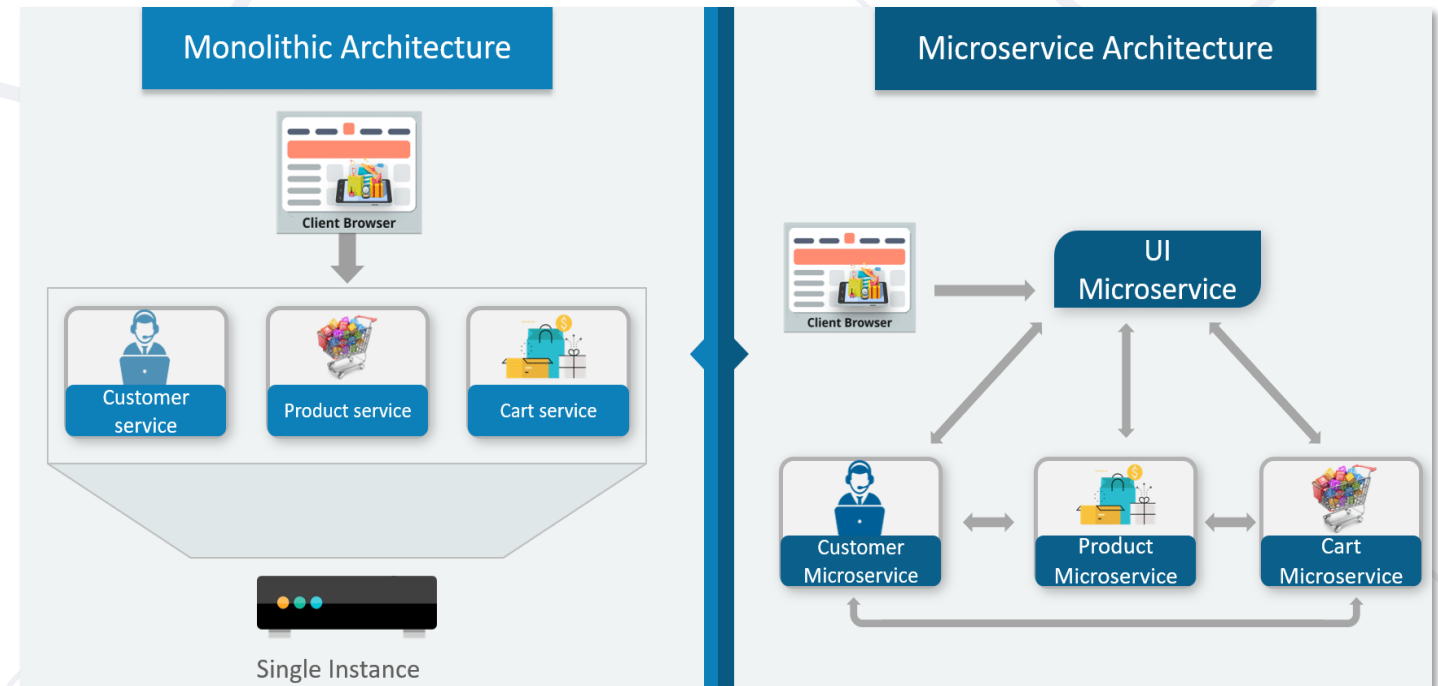 Monolithic Architecture
Client Browser
Customer
service
Product service
Cart service
Single Instance
Microservice Architecture
Client Browser
UI
Microservice
Customer
Microservice
Product
Microservice
Cart
Microservice